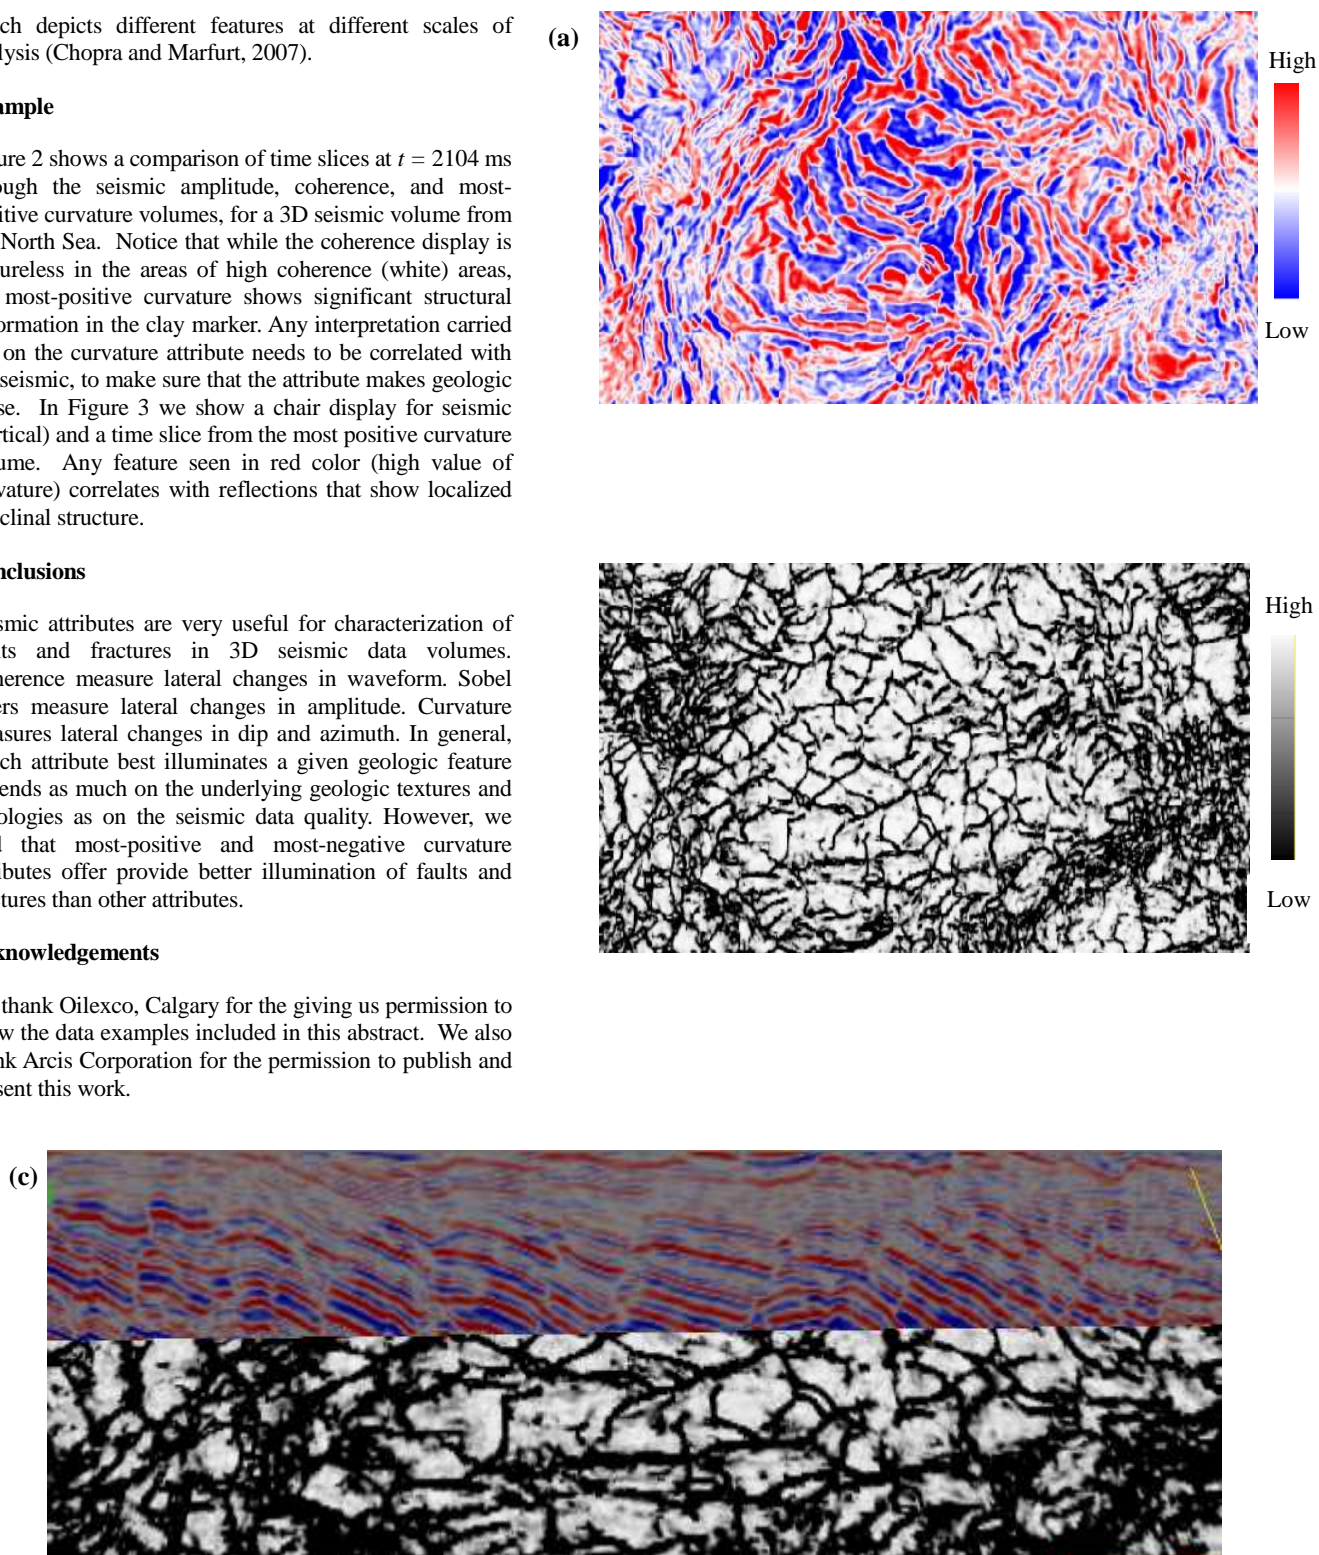 ch depicts different features at different scales of
lysis (Chopra and Marfurt, 2007).
ample
ure 2 shows a comparison of time slices at t = 2104 ms
ough the seismic amplitude, coherence, and most-
itive curvature volumes, for a 3D seismic volume from
North Sea. Notice that while the coherence display is
ureless in the areas of high coherence (white) areas,
most-positive curvature shows significant structural
ormation in the clay marker. Any interpretation carried
on the curvature attribute needs to be correlated with
seismic, to make sure that the attribute makes geologic
se. In Figure 3 we show a chair display for seismic
rtical) and a time slice from the most positive curvature
ume. Any feature seen in red color (high value of
vature) correlates with reflections that show localized
clinal structure.
nclusions
smic attributes are very useful for characterization of
lts and fractures in 3D seismic data volumes.
herence measure lateral changes in waveform. Sobel
ers measure lateral changes in amplitude. Curvature
asures lateral changes in dip and azimuth. In general,
ch attribute best illuminates a given geologic feature
ends as much on the underlying geologic textures and
ologies as on the seismic data quality. However, we
d that most-positive and most-negative curvature
ibutes offer provide better illumination of faults and
ctures than other attributes.
knowledgements
thank Oilexco, Calgary for the giving us permission to
w the data examples included in this abstract. We also
nk Arcis Corporation for the permission to publish and
sent this work.
(a)
High
Low
High
Low
(c)